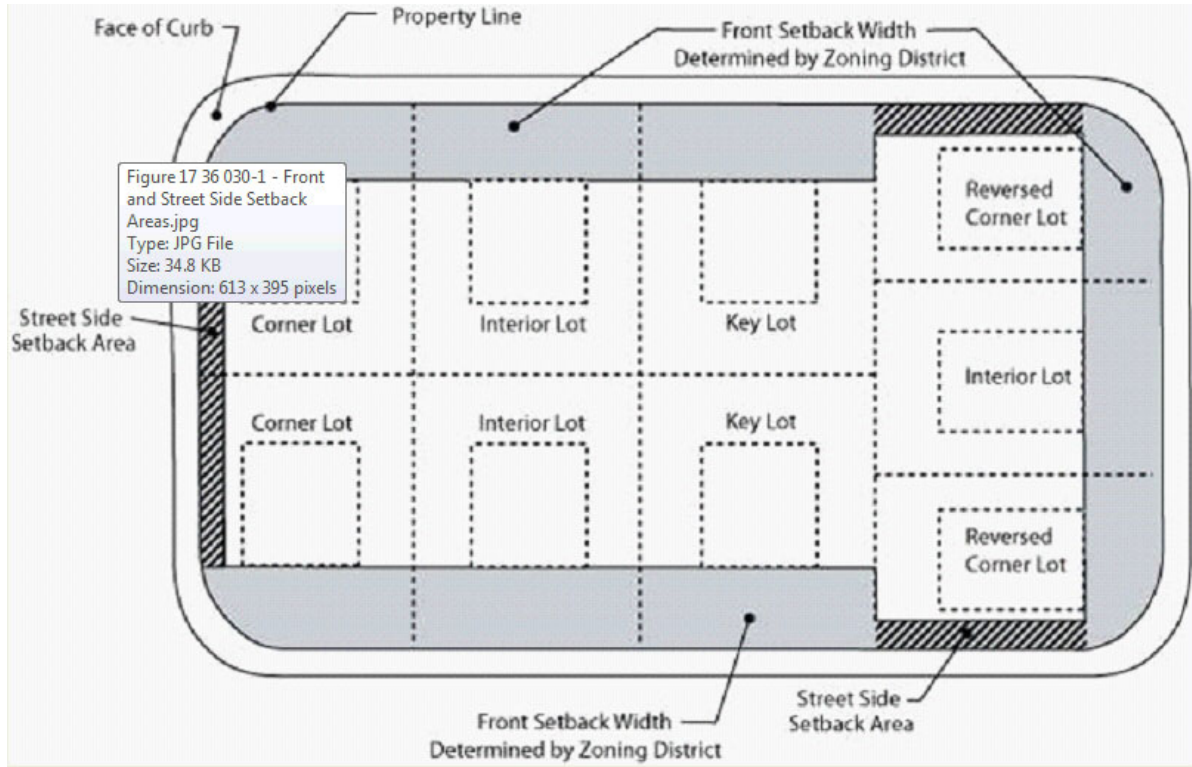 Face of Curb
Property Line
Front Setback Width
Determined by Zoning District
Figure 17 36 030-1 - Front
and Street Side Setback
Areas.jpg
Type: JPG File
Size: 34.8 KB
Dimension: 613 x 395 pixels
Reversed
Corner Lot
Street Side
Setback Area
Corner Lot
Interior Lot
Key Lot
Interior Lot
Corner Lot
Interior Lot
Key Lot
Reversed
Corner Lot
Front Setback Width
Determined by Zoning District
Street Side
Setback Area